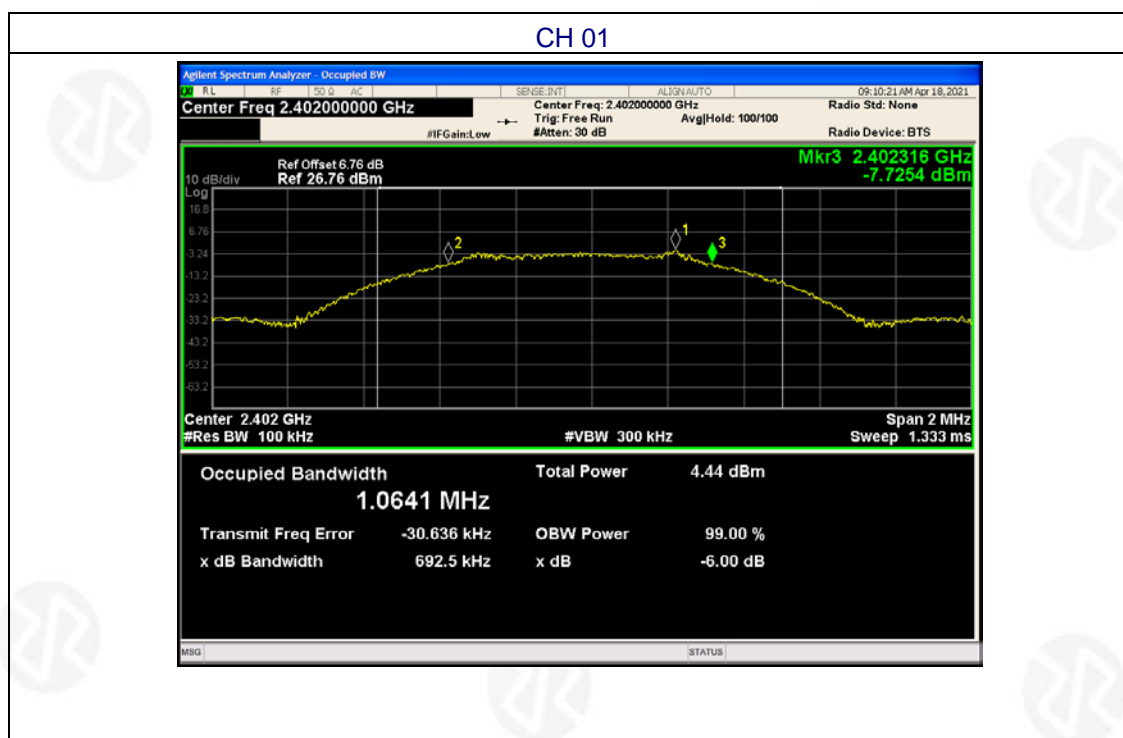 CH 01
Agilent Spectrum Analyzer - Occupied BW
RL RF 50 Ω AC SENSE:INT ALIGNAUTO 09:10:21 AM Apr 18, 2021
Center Freq 2.402000000 GHz
Center Freq: 2.402000000 GHz
Radio Std: None
Trig: Free Run Avg|Hold: 100/100
#IFGain:Low #Atten: 30 dB Radio Device: BTS
Mkr3 2.402316 GHz
-7.7254 dBm
Ref Offset 6.76 dB
10 dB/div Ref 26.76 dBm
Log
16.8
6.76
-3.24
-13.2
-23.2
-33.2
-43.2
-53.2
-63.2
2
1
3
Center 2.402 GHz Span 2 MHz
#Res BW 100 kHz #VBW 300 kHz Sweep 1.333 ms
Occupied Bandwidth Total Power 4.44 dBm
1.0641 MHz
Transmit Freq Error -30.636 kHz OBW Power 99.00 %
x dB Bandwidth 692.5 kHz x dB -6.00 dB
MSG STATUS